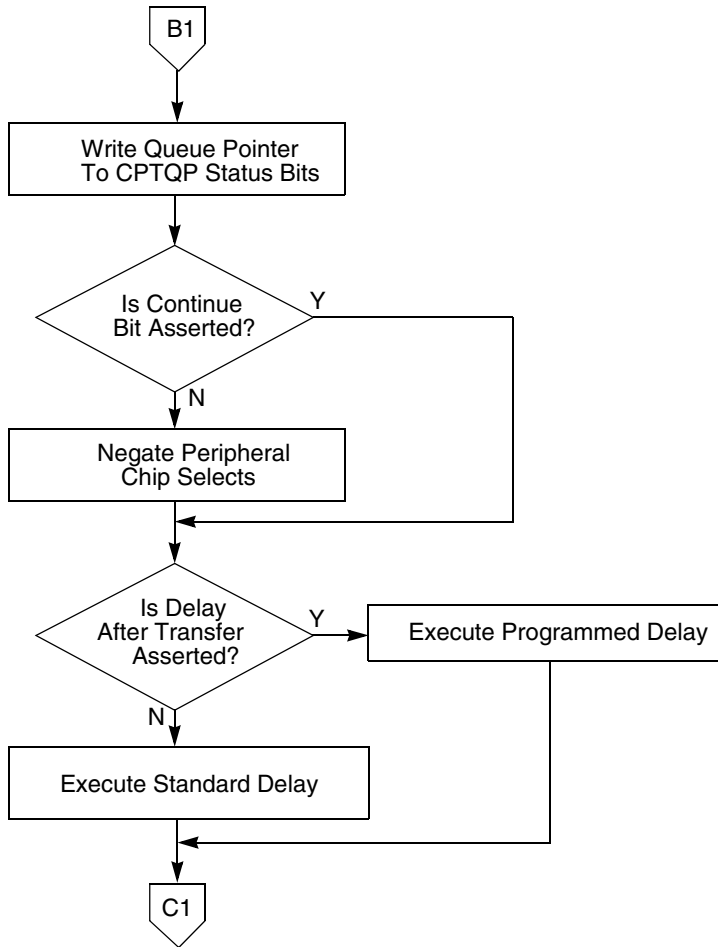 B1
Write Queue Pointer
To CPTQP Status Bits
Is Continue
Bit Asserted?
Y
N
Negate Peripheral
Chip Selects
Is Delay
After Transfer
Asserted?
Y
Execute Programmed Delay
N
Execute Standard Delay
C1